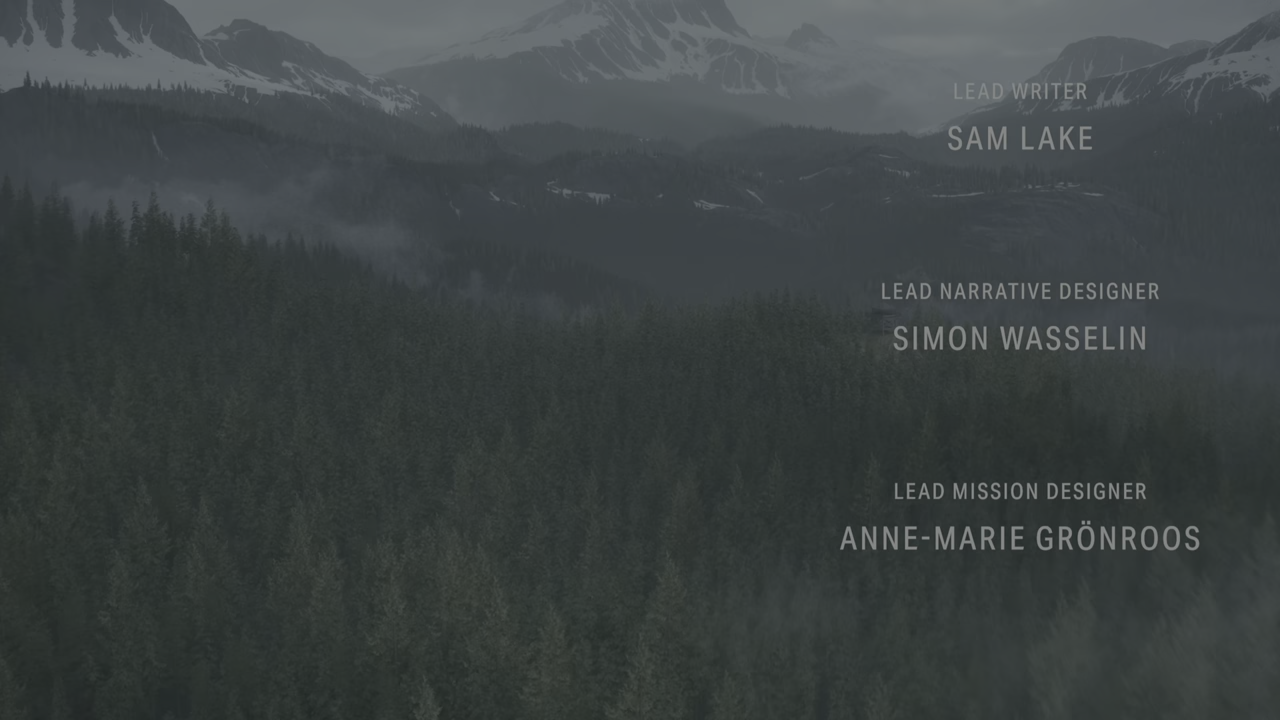 LEAD WRITER
SAM LAKE
LEAD NARRATIVE DESIGNER
SIMON WASSELIN
LEAD MISSION DESIGNER
ANNE-MARIE GRÖNROOS